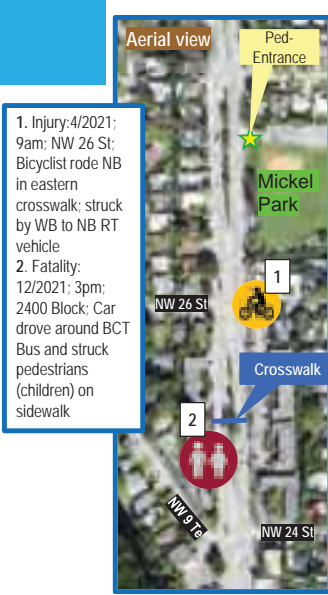 Aerial view
Ped-
Entrance
1. Injury:4/2021;
9am; NW 26 St;
Bicyclist rode NB
in eastern
crosswalk; struck
by WB to NB RT
vehicle
2. Fatality:
12/2021; 3pm;
2400 Block; Car
drove around BCT
Bus and struck
pedestrians
(children) on
sidewalk
Mickel
Park
1
NW 26 St
Crosswalk
2
NW 9 Te
NW 24 St